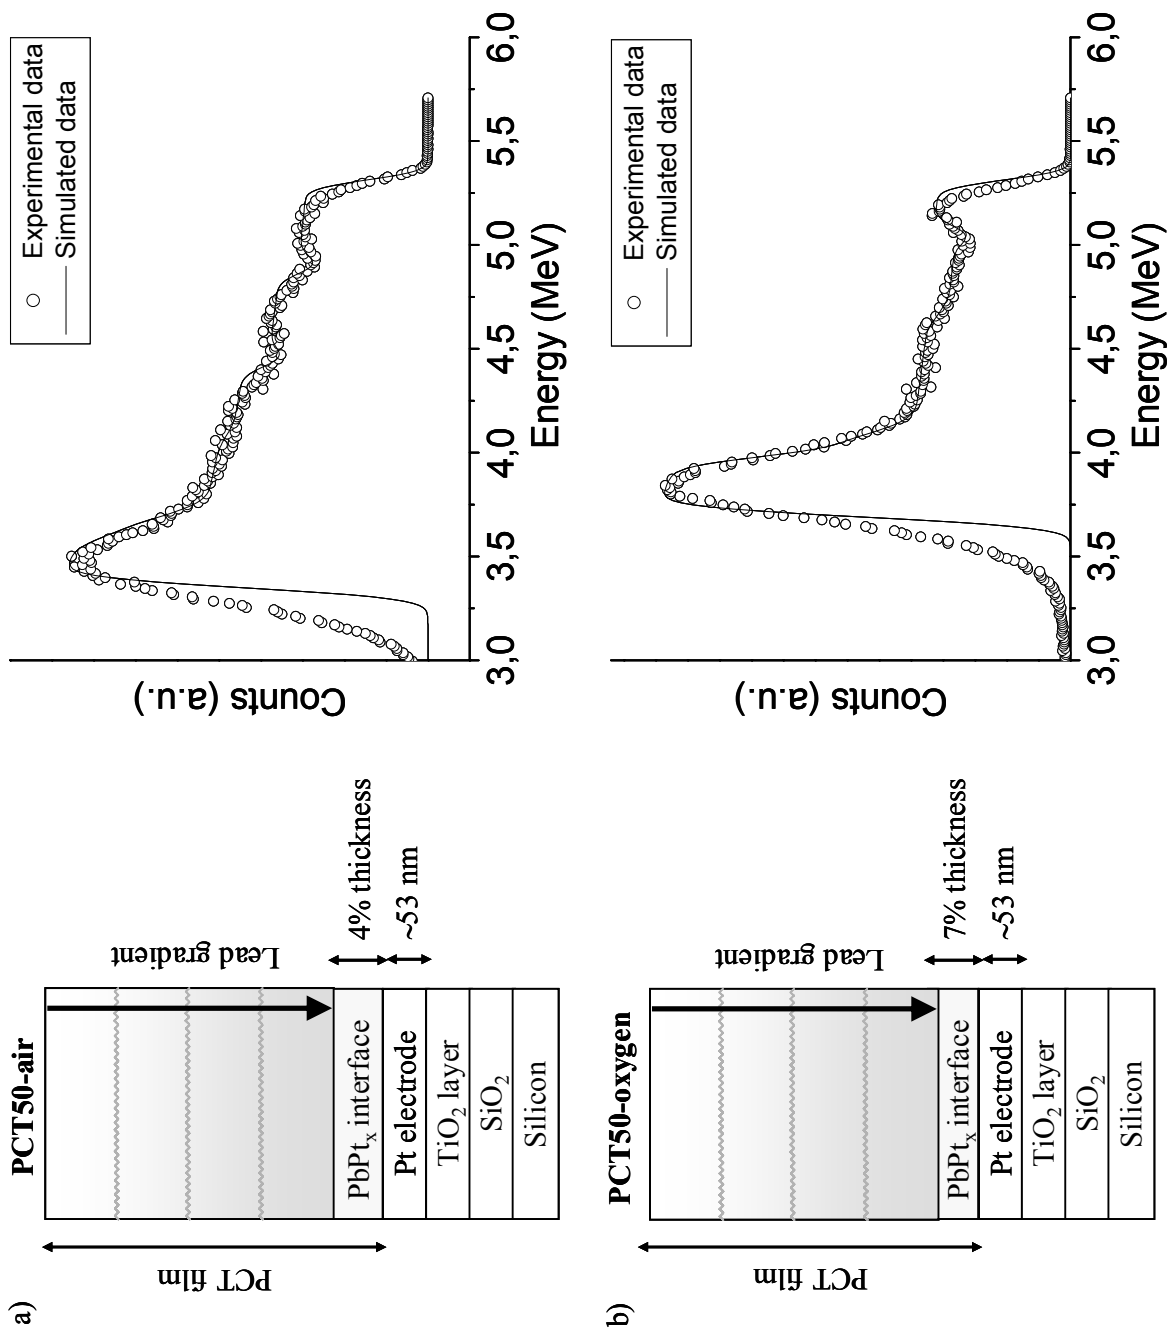 a)
PCT50-air
PCT film
Lead gradient
PbPtx interface
Pt electrode
TiO2 layer
SiO2
Silicon
4% thickness
~53 nm
Counts (a.u.)
Experimental data
Simulated data
3,0 3,5 4,0 4,5 5,0 5,5 6,0
Energy (MeV)
b)
PCT50-oxygen
PCT film
Lead gradient
PbPtx interface
Pt electrode
TiO2 layer
SiO2
Silicon
7% thickness
~53 nm
Counts (a.u.)
Experimental data
Simulated data
3,0 3,5 4,0 4,5 5,0 5,5 6,0
Energy (MeV)